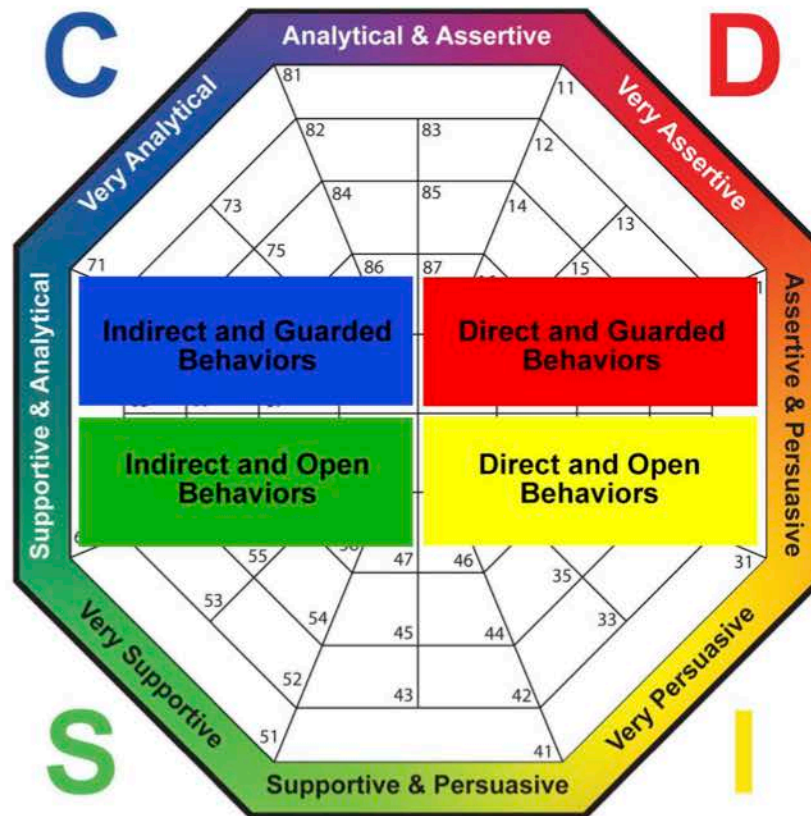 C
Analytical & Assertive
D
Very Analytical
Very Assertive
81
11
82
83
12
84
85
14
73
13
75
15
71
86
87
Supportive & Analytical
Assertive & Persuasive
Indirect and Guarded
Behaviors
Direct and Guarded
Behaviors
Indirect and Open
Behaviors
Direct and Open
Behaviors
55
47
46
35
31
53
54
45
44
33
52
43
42
51
41
Very Supportive
Very Persuasive
S
Supportive & Persuasive
I